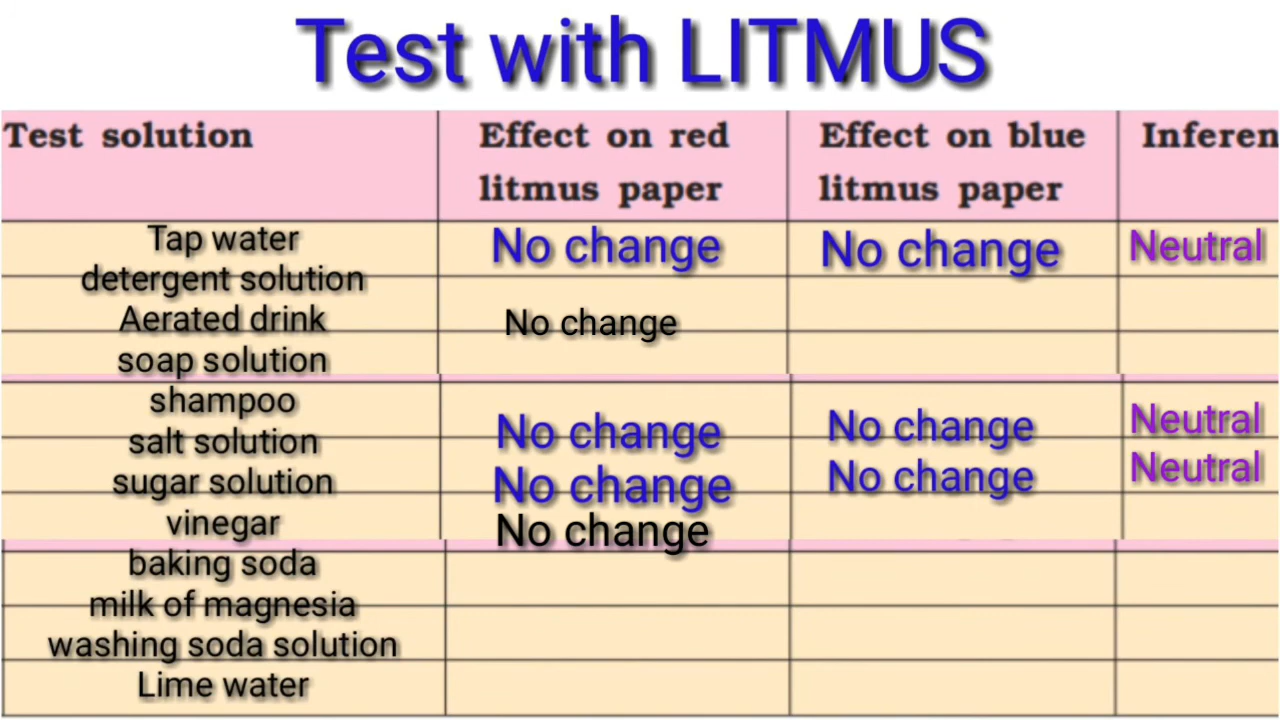 Test with LITMUS
Test solution Effect on red litmus paper Effect on blue litmus paper Inferen
Tap water No change No change Neutral
detergent solution
Aerated drink No change
soap solution
shampoo
salt solution No change No change Neutral
sugar solution No change No change Neutral
vinegar No change
baking soda
milk of magnesia
washing soda solution
Lime water